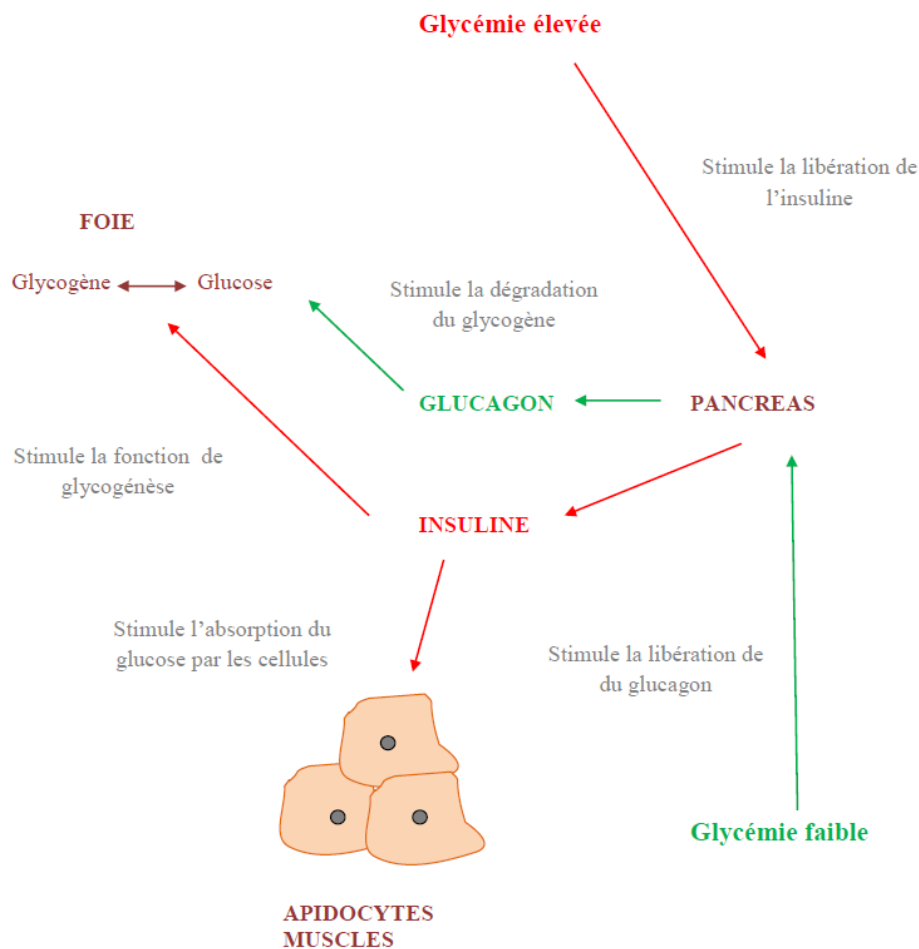 Glycémie élevée
Stimule la libération de
l’insuline
FOIE
Glycogène
Glucose
Stimule la dégradation
du glycogène
GLUCAGON
PANCREAS
Stimule la fonction de
glycogénèse
INSULINE
Stimule l’absorption du
glucose par les cellules
Stimule la libération de
du glucagon
Glycémie faible
APIDOCYTES
MUSCLES